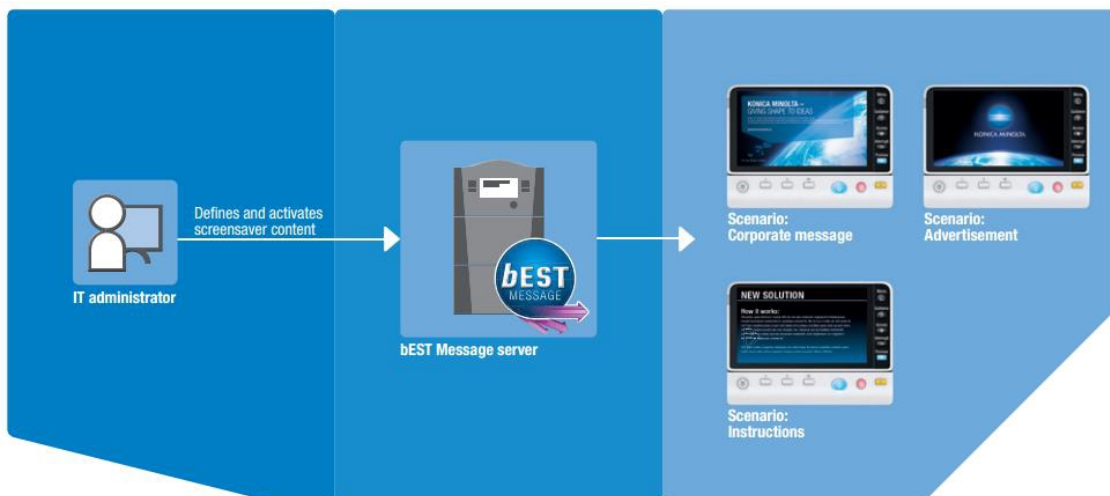 Defines and activates
screensaver content
IT administrator
bEST
MESSAGE
bEST Message server
KONICA MINOLTA –
GIVING SHAPE TO IDEAS
Scenario:
Corporate message
KONICA MINOLTA
Scenario:
Advertisement
NEW SOLUTION
How it works:
Scenario:
Instructions